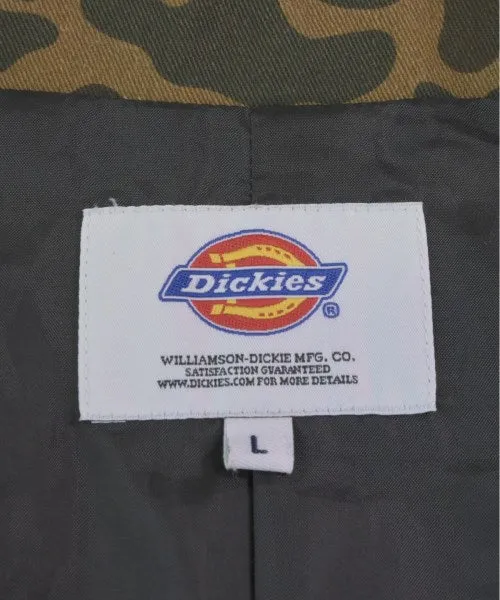 Dickies
®
WILLIAMSON-DICKIE MFG. CO.
SATISFACTION GUARANTEED
WWW.DICKIES.COM FOR MORE DETAILS
L